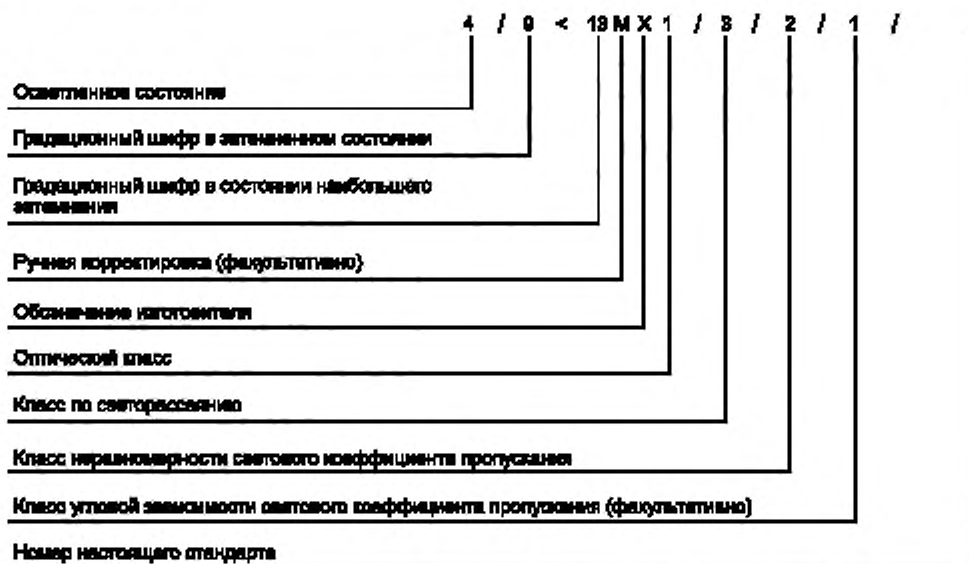 4 / 9 < 13 M X 1 / 3 / 2 / 1 /
Осветленное состояние
Градационный шифр в затемненном состоянии
Градационный шифр в состоянии наибольшего
затемнения
Ручная корректировка (факультативно)
Обозначение изготовителя
Оптический класс
Класс по светорассеянию
Класс неравномерности светового коэффициента пропускания
Класс угловой зависимости светового коэффициента пропускания (факультативно)
Номер настоящего стандарта